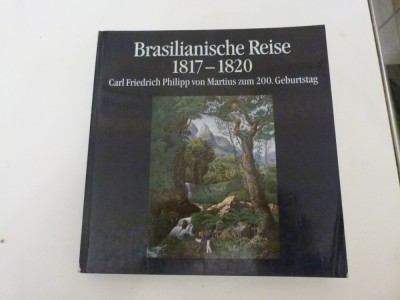 Brasilianische Reise
1817–1820
Carl Friedrich Philipp von Martius zum 200. Geburtstag